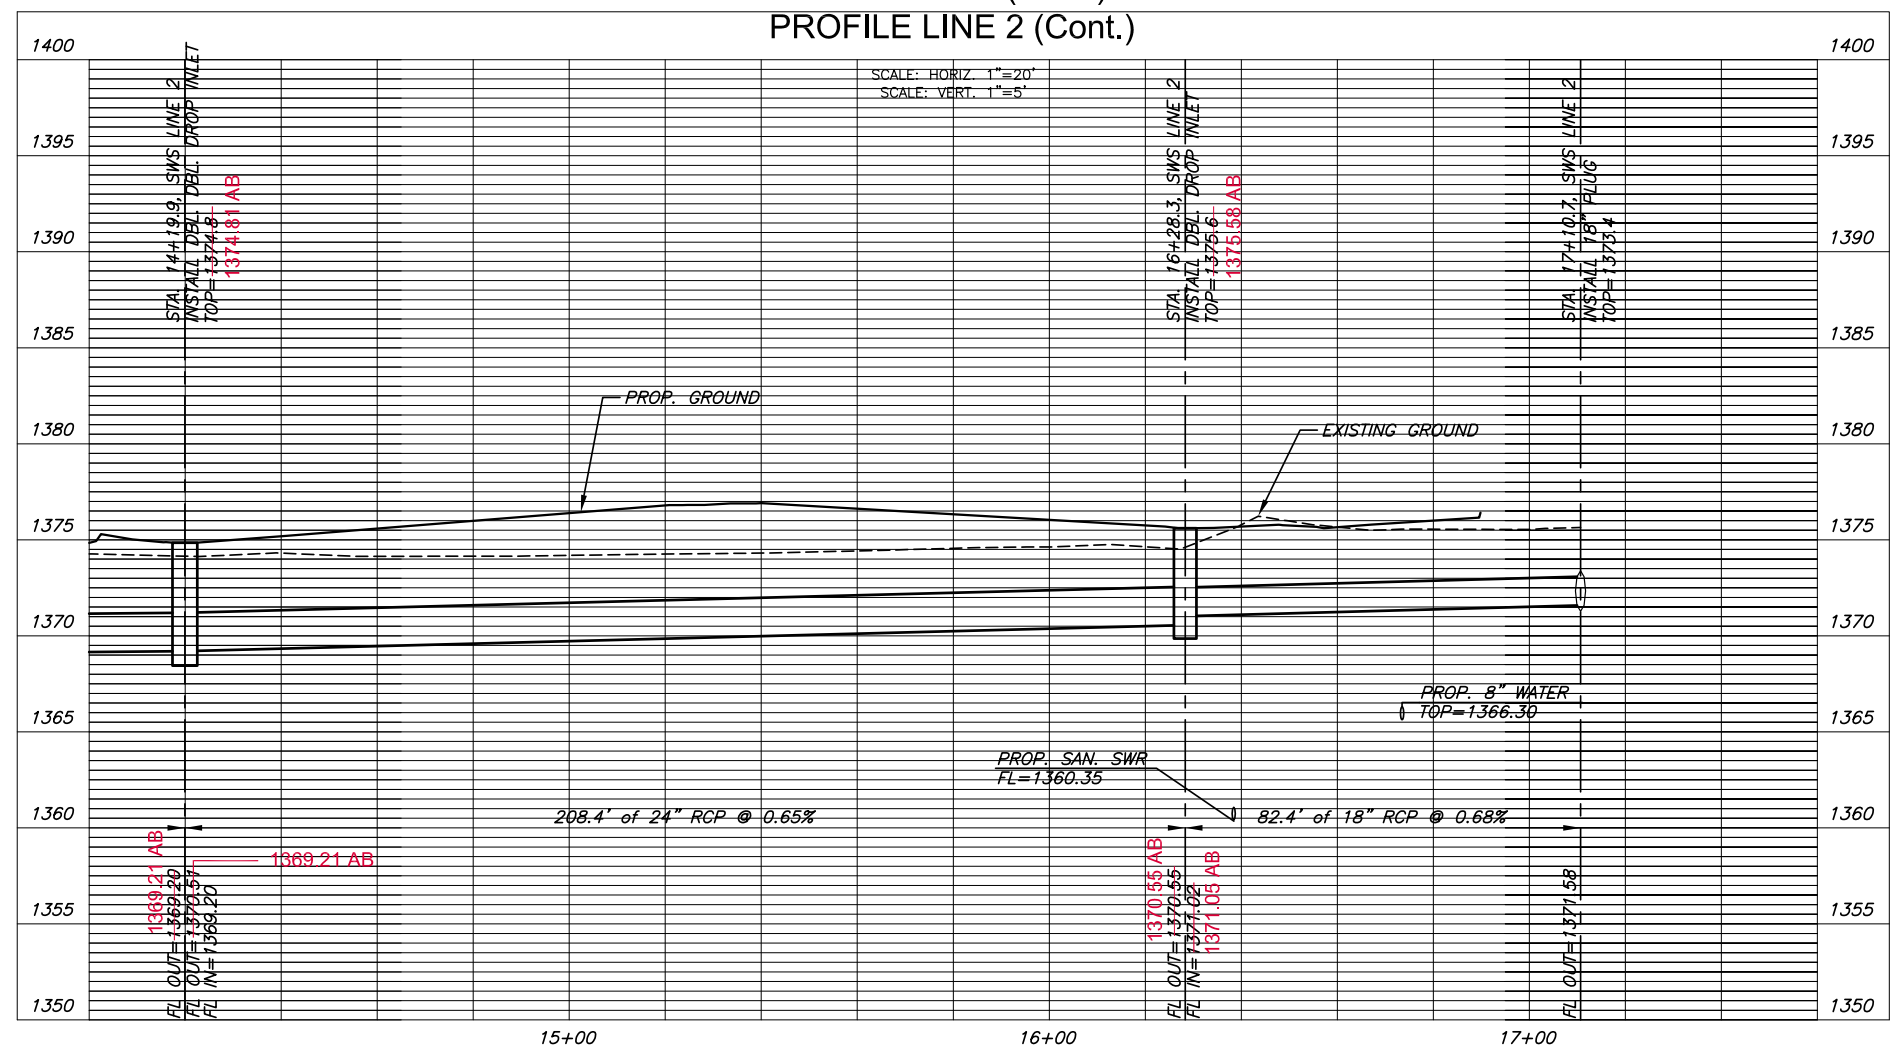 PROFILE LINE 2 (Cont.)
SCALE: HORIZ. 1"=20'
SCALE: VERT. 1"=5'
1400
1395
1390
1385
1380
1375
1370
1365
1360
1355
1350
1400
1395
1390
1385
1380
1375
1370
1365
1360
1355
1350
STA. 14+19.9, SWS LINE 2
INSTALL DBL. DBL. DROP INLET
TOP=1374.8
1374.81 AB
STA. 16+28.3, SWS LINE 2
INSTALL DBL. DROP INLET
TOP=1375.6
1375.58 AB
STA. 17+10.7, SWS LINE 2
INSTALL 18" PLUG
TOP=1373.4
PROP. GROUND
EXISTING GROUND
PROP. 8" WATER
TOP=1366.30
PROP. SAN. SWR
FL=1360.35
208.4' of 24" RCP @ 0.65%
82.4' of 18" RCP @ 0.68%
1369.21 AB
FL OUT=1369.20
FL OUT=1370.51
FL IN=1369.20
1369.21 AB
1370.55 AB
FL OUT=1370.55
FL IN=1371.02
1371.05 AB
FL OUT=1371.58
15+00
16+00
17+00